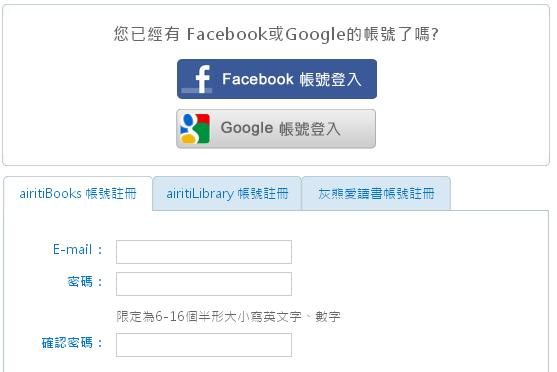 您已經有 Facebook或Google的帳號了嗎?
Facebook 帳號登入
Google 帳號登入
airitiBooks 帳號註冊 airitiLibrary 帳號註冊 灰熊愛讀書帳號註冊
E-mail：
密碼：
限定為6-16個半形大小寫英文字、數字
確認密碼：